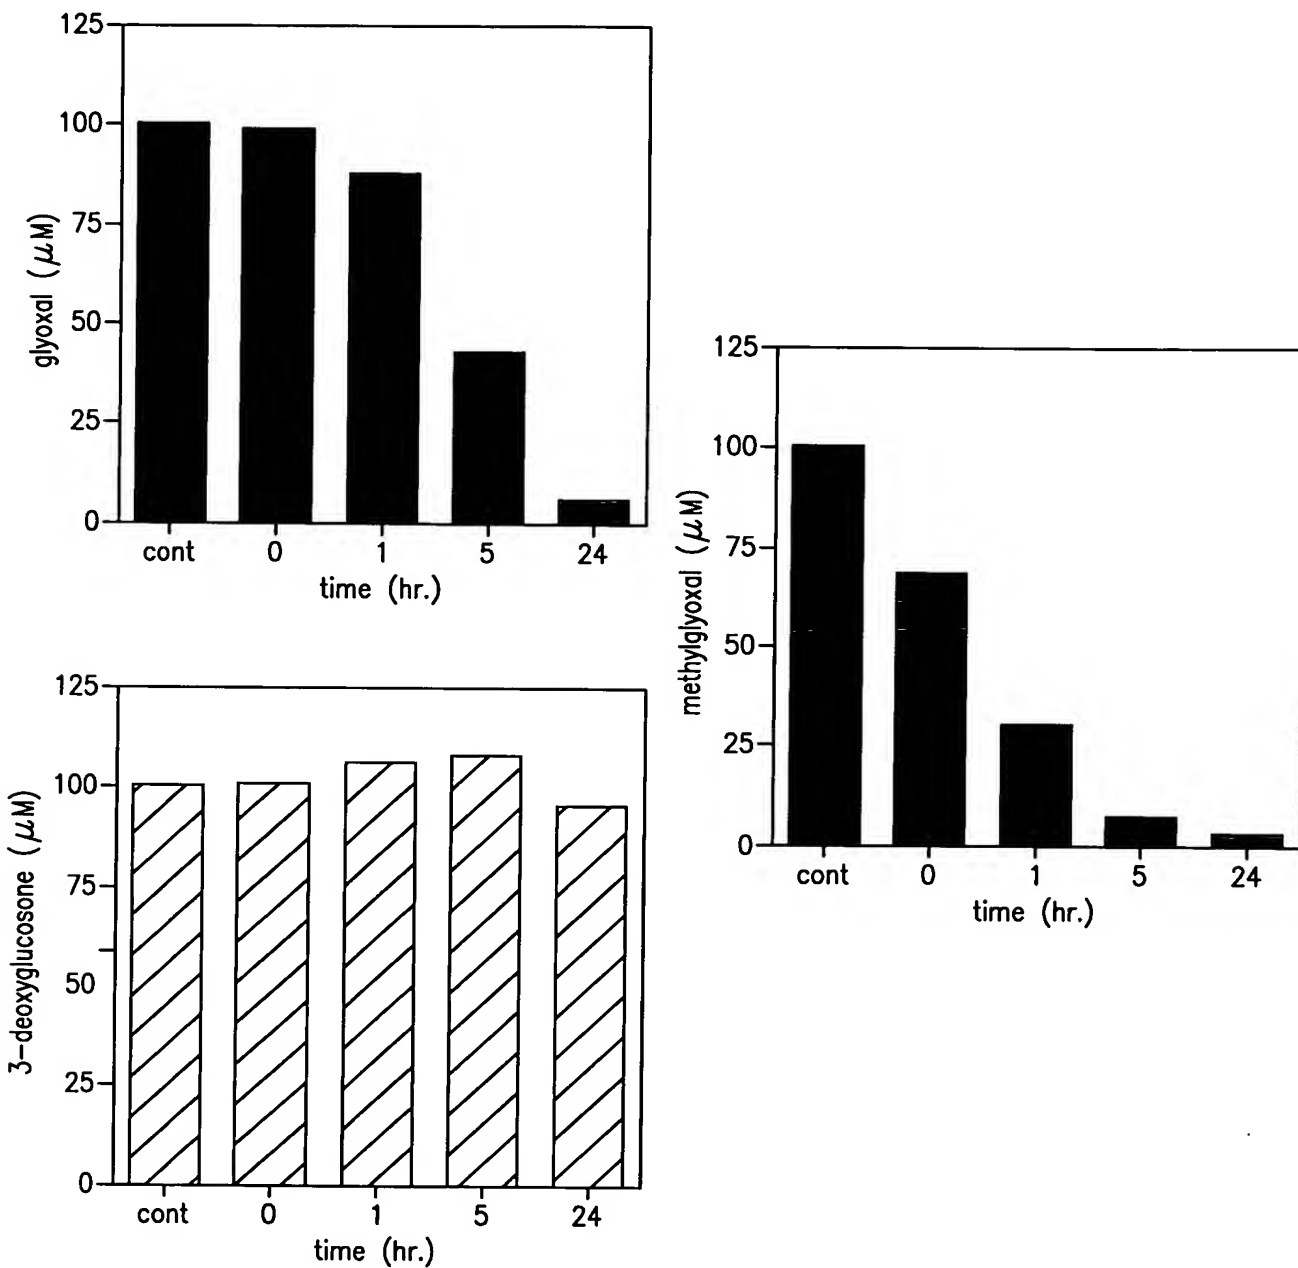 125
100
75
50
25
0
glyoxal (μM)
cont 0 1 5 24
time (hr.)
125
100
75
50
25
0
methylglyoxal (μM)
cont 0 1 5 24
time (hr.)
125
100
75
50
25
0
3-deoxyglucosone (μM)
cont 0 1 5 24
time (hr.)